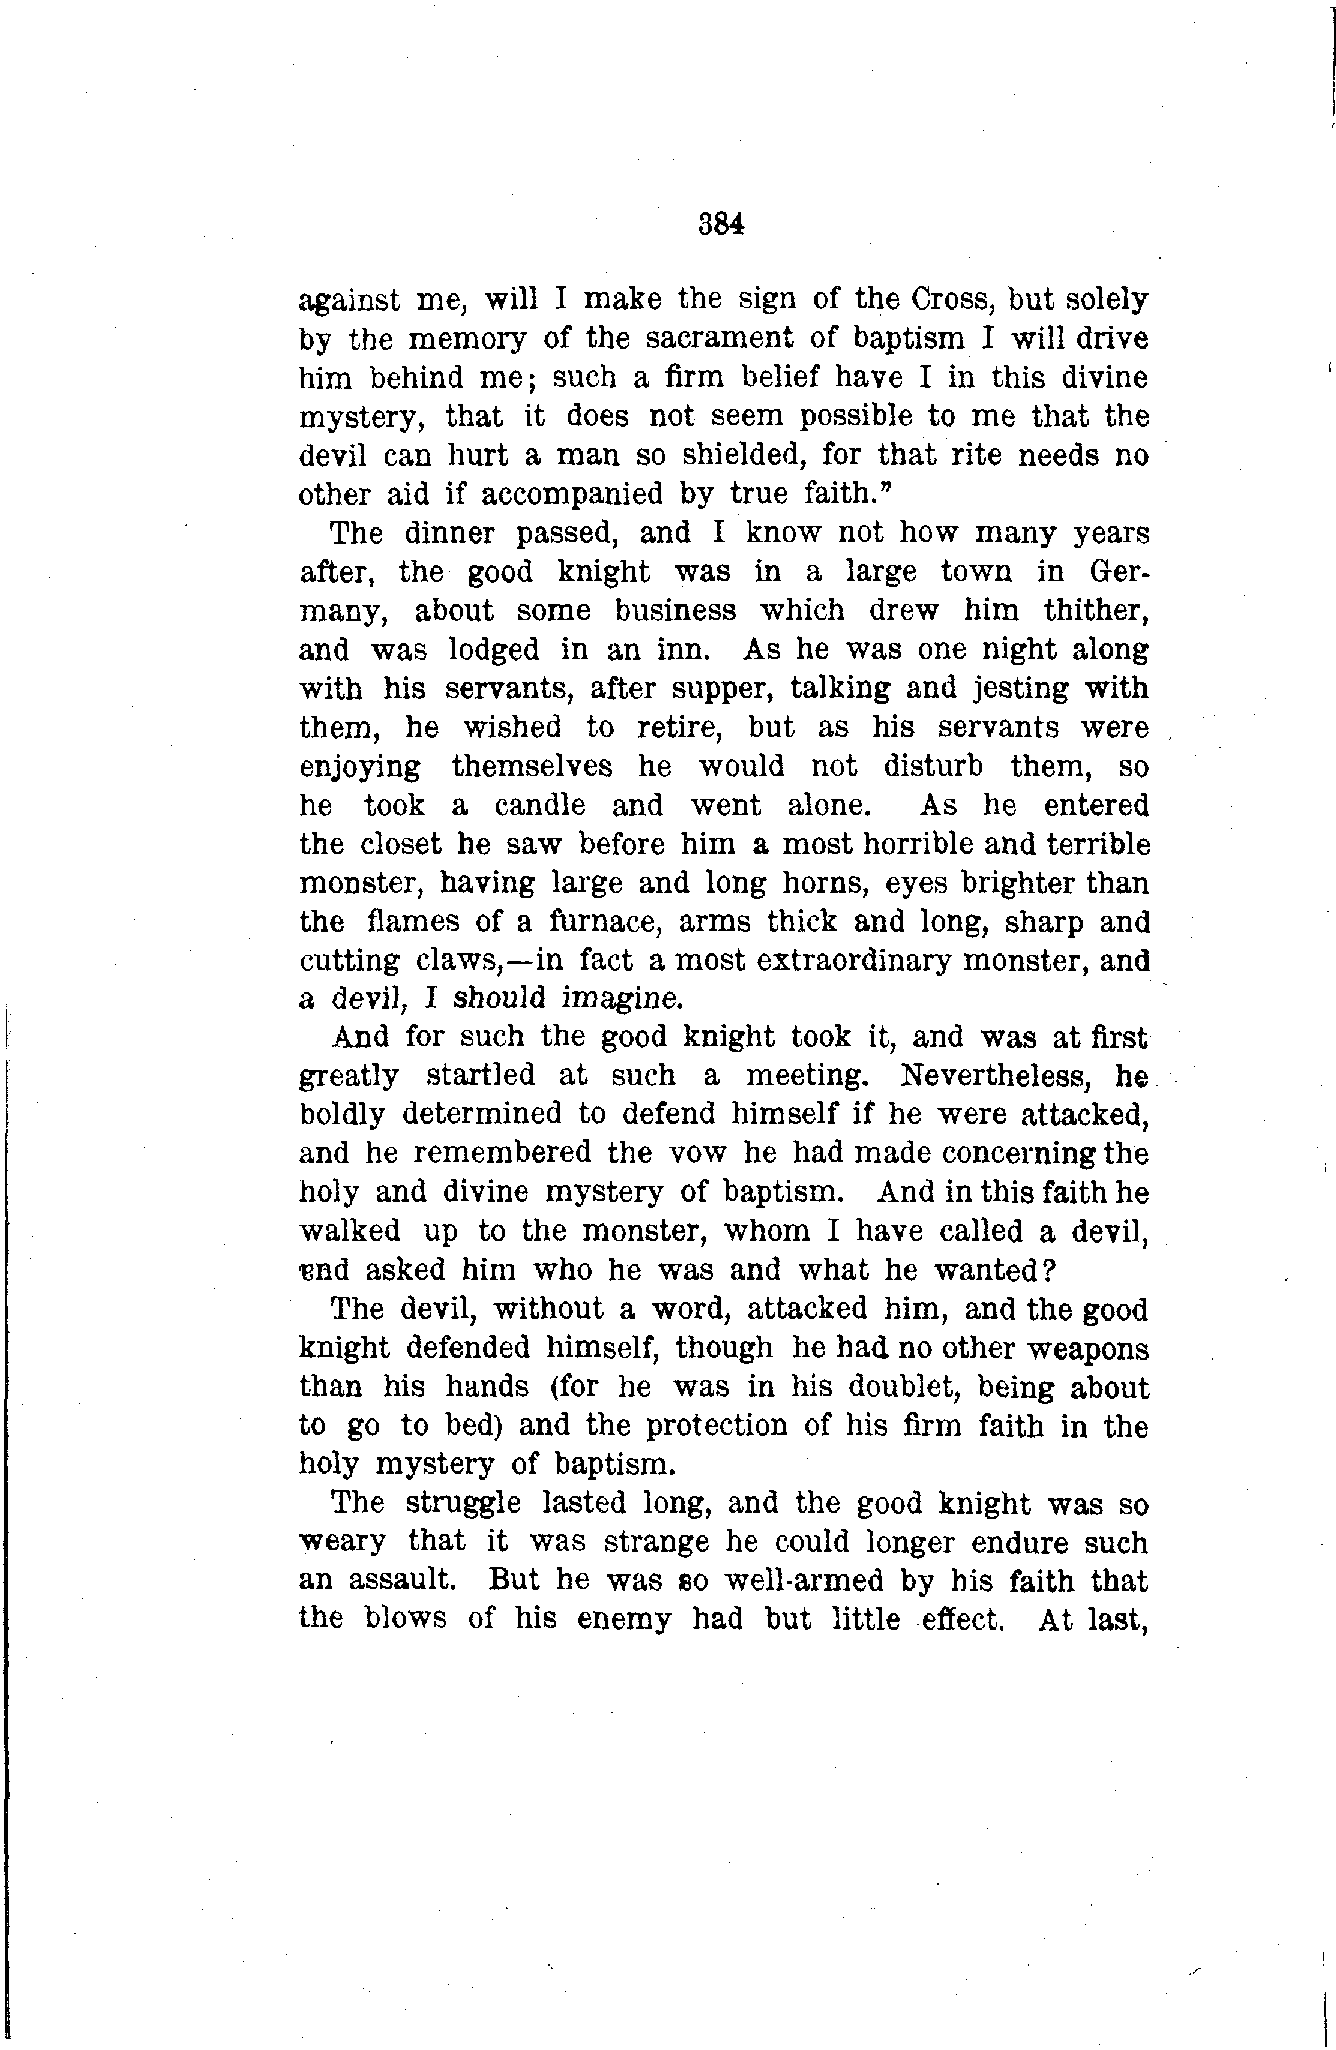 384
against me, will I make the sign of the Cross, but solely
by the memory of the sacrament of baptism I will drive
him behind me; such a firm belief have I in this divine
mystery, that it does not seem possible to me that the
devil can hurt a man so shielded, for that rite needs no
other aid if accompanied by true faith."
The dinner passed, and I know not how many years
after, the good knight was in a large town in Ger-
many, about some business which drew him thither,
and was lodged in an inn. As he was one night along
with his servants, after supper, talking and jesting with
them, he wished to retire, but as his servants were
enjoying themselves he would not disturb them, so
he took a candle and went alone. As he entered
the closet he saw before him a most horrible and terrible
monster, having large and long horns, eyes brighter than
the flames of a furnace, arms thick and long, sharp and
cutting claws,—in fact a most extraordinary monster, and
a devil, I should imagine.
And for such the good knight took it, and was at first
greatly startled at such a meeting. Nevertheless, he
boldly determined to defend himself if he were attacked,
and he remembered the vow he had made concerning the
holy and divine mystery of baptism. And in this faith he
walked up to the monster, whom I have called a devil,
end asked him who he was and what he wanted?
The devil, without a word, attacked him, and the good
knight defended himself, though he had no other weapons
than his hands (for he was in his doublet, being about
to go to bed) and the protection of his firm faith in the
holy mystery of baptism.
The struggle lasted long, and the good knight was so
weary that it was strange he could longer endure such
an assault. But he was so well-armed by his faith that
the blows of his enemy had but little effect. At last,